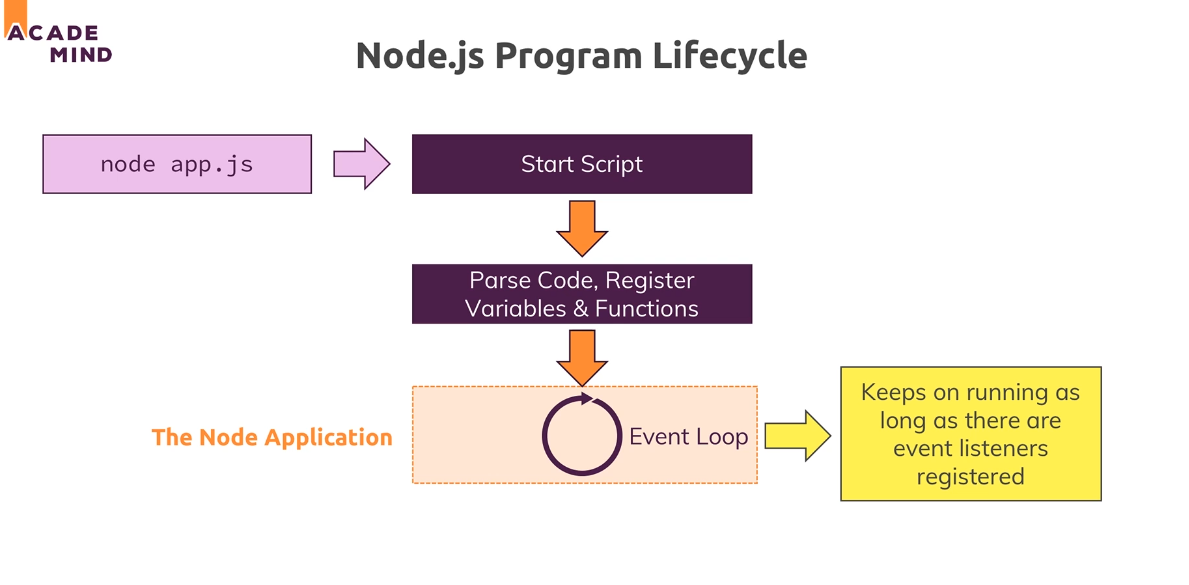 ACADE
MIND
Node.js Program Lifecycle
node app.js
Start Script
Parse Code, Register
Variables & Functions
The Node Application
Event Loop
Keeps on running as
long as there are
event listeners
registered